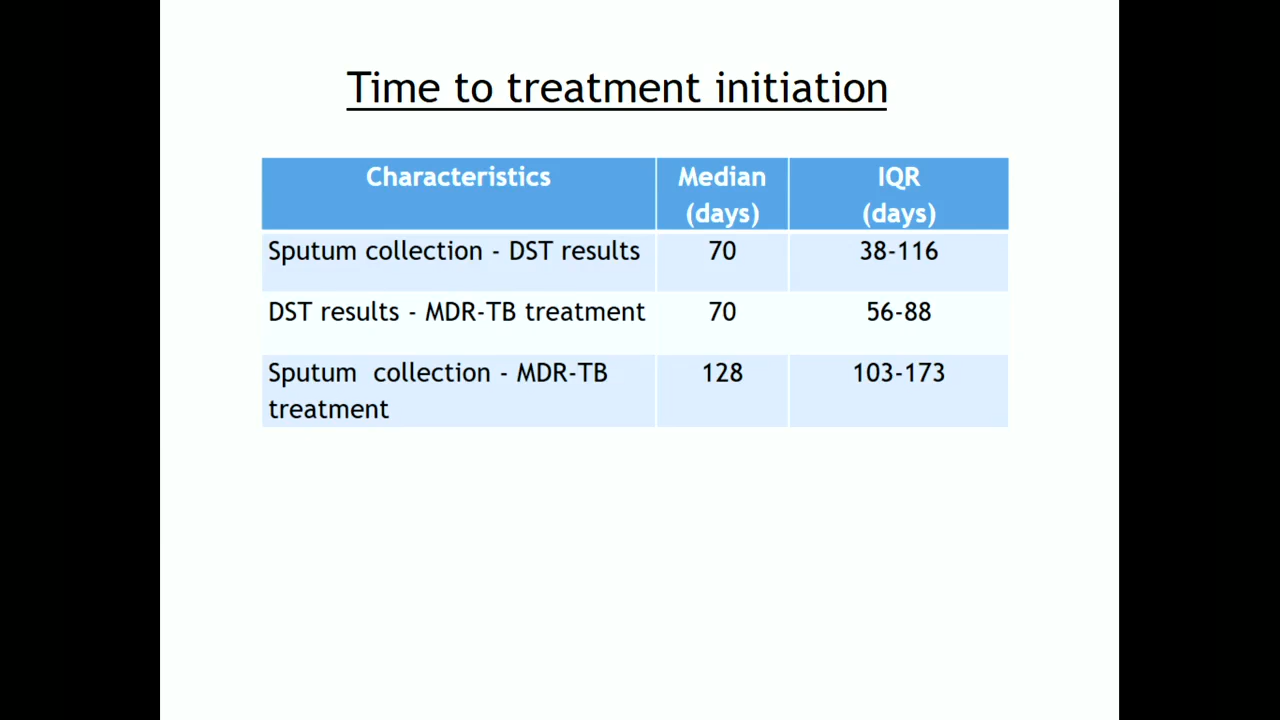 Time to treatment initiation
Characteristics
Median
(days)
IQR
(days)
Sputum collection - DST results
70
38-116
DST results - MDR-TB treatment
70
56-88
Sputum collection - MDR-TB
treatment
128
103-173